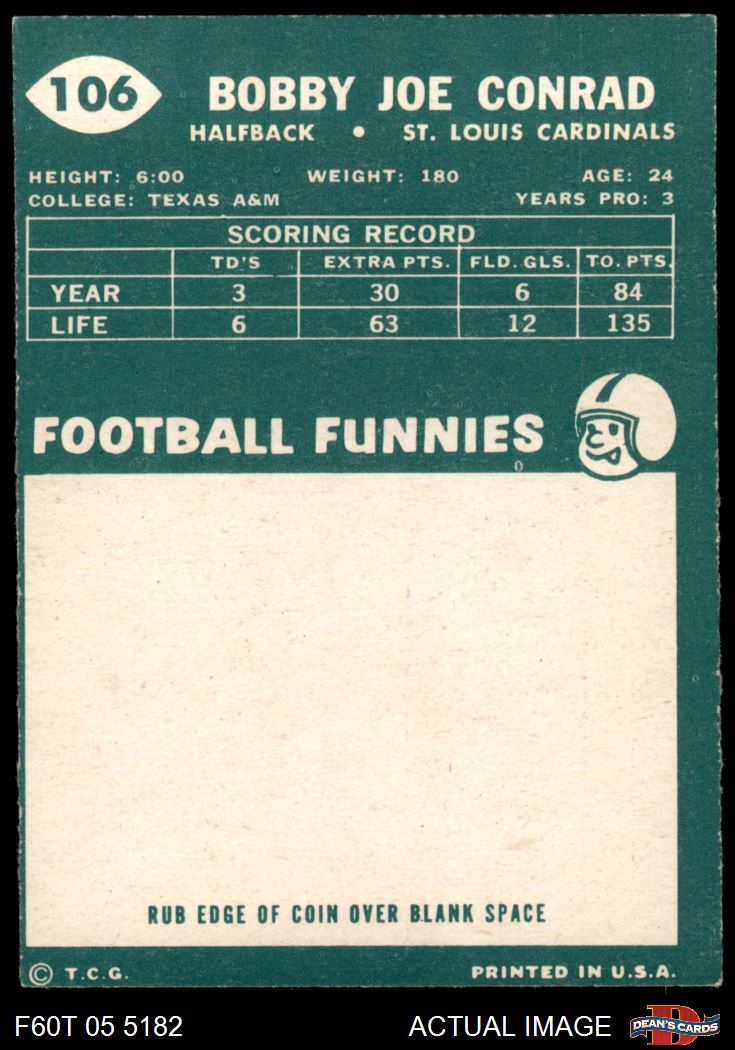 106
BOBBY JOE CONRAD
HALFBACK • ST. LOUIS CARDINALS
HEIGHT: 6:00 WEIGHT: 180 AGE: 24
COLLEGE: TEXAS A&M YEARS PRO: 3
SCORING RECORD
TD'S EXTRA PTS. FLD. GLS. TO. PTS.
YEAR 3 30 6 84
LIFE 6 63 12 135
FOOTBALL FUNNIES
RUB EDGE OF COIN OVER BLANK SPACE
© T.C.G. PRINTED IN U.S.A.
F60T 05 5182 ACTUAL IMAGE DEAN'S CARDS